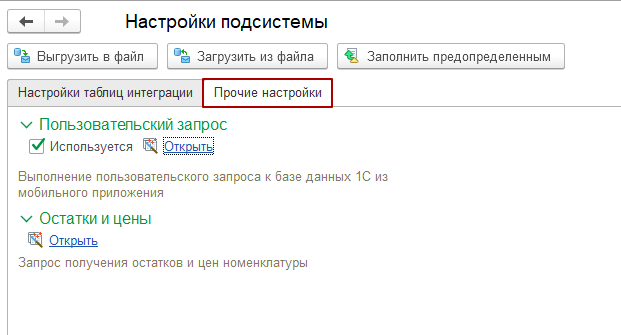 Настройки подсистемы
Выгрузить в файл Загрузить из файла Заполнить предопределенным
Настройки таблиц интеграции Прочие настройки
Пользовательский запрос
Используется Открыть
Выполнение пользовательского запроса к базе данных 1С из
мобильного приложения
Остатки и цены
Открыть
Запрос получения остатков и цен номенклатуры